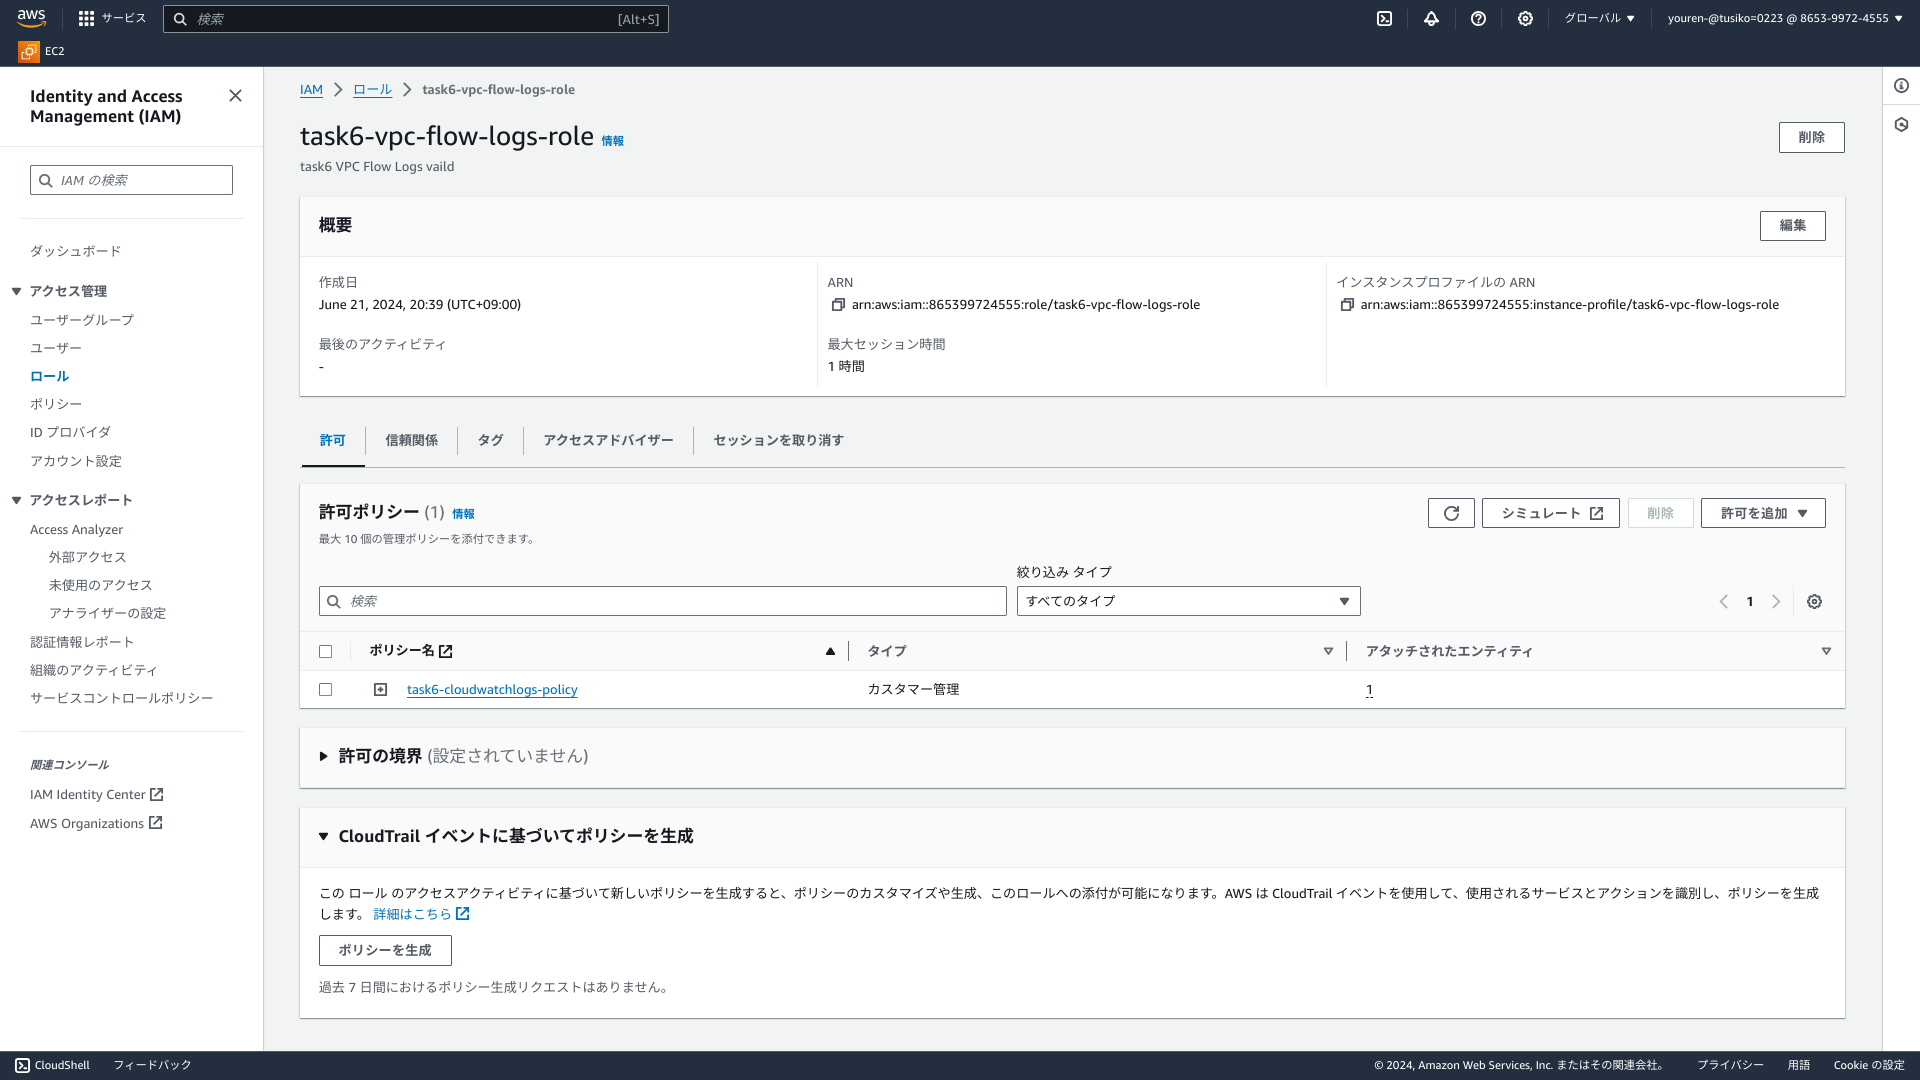 aws
サービス
検索
[Alt+S]
グローバル
youren-@tusiko=0223 @ 8653-9972-4555
EC2
Identity and Access
Management (IAM)
IAM の検索
ダッシュボード
アクセス管理
ユーザーグループ
ユーザー
ロール
ポリシー
ID プロバイダ
アカウント設定
アクセスレポート
Access Analyzer
外部アクセス
未使用のアクセス
アナライザーの設定
認証情報レポート
組織のアクティビティ
サービスコントロールポリシー
関連コンソール
IAM Identity Center
AWS Organizations
IAM
ロール
task6-vpc-flow-logs-role
task6-vpc-flow-logs-role 情報
削除
task6 VPC Flow Logs vaild
概要
編集
作成日
June 21, 2024, 20:39 (UTC+09:00)
最後のアクティビティ
-
ARN
arn:aws:iam::865399724555:role/task6-vpc-flow-logs-role
最大セッション時間
1 時間
インスタンスプロファイルの ARN
arn:aws:iam::865399724555:instance-profile/task6-vpc-flow-logs-role
許可
信頼関係
タグ
アクセスアドバイザー
セッションを取り消す
許可ポリシー (1) 情報
最大 10 個の管理ポリシーを添付できます。
シミュレート
削除
許可を追加
絞り込み タイプ
検索
すべてのタイプ
1
ポリシー名
タイプ
アタッチされたエンティティ
task6-cloudwatchlogs-policy
カスタマー管理
1
許可の境界 (設定されていません)
CloudTrail イベントに基づいてポリシーを生成
この ロール のアクセスアクティビティに基づいて新しいポリシーを生成すると、ポリシーのカスタマイズや生成、このロールへの添付が可能になります。AWS は CloudTrail イベントを使用して、使用されるサービスとアクションを識別し、ポリシーを生成
します。 詳細はこちら
ポリシーを生成
過去 7 日間におけるポリシー生成リクエストはありません。
CloudShell
フィードバック
© 2024, Amazon Web Services, Inc. またはその関連会社。
プライバシー
用語
Cookie の設定